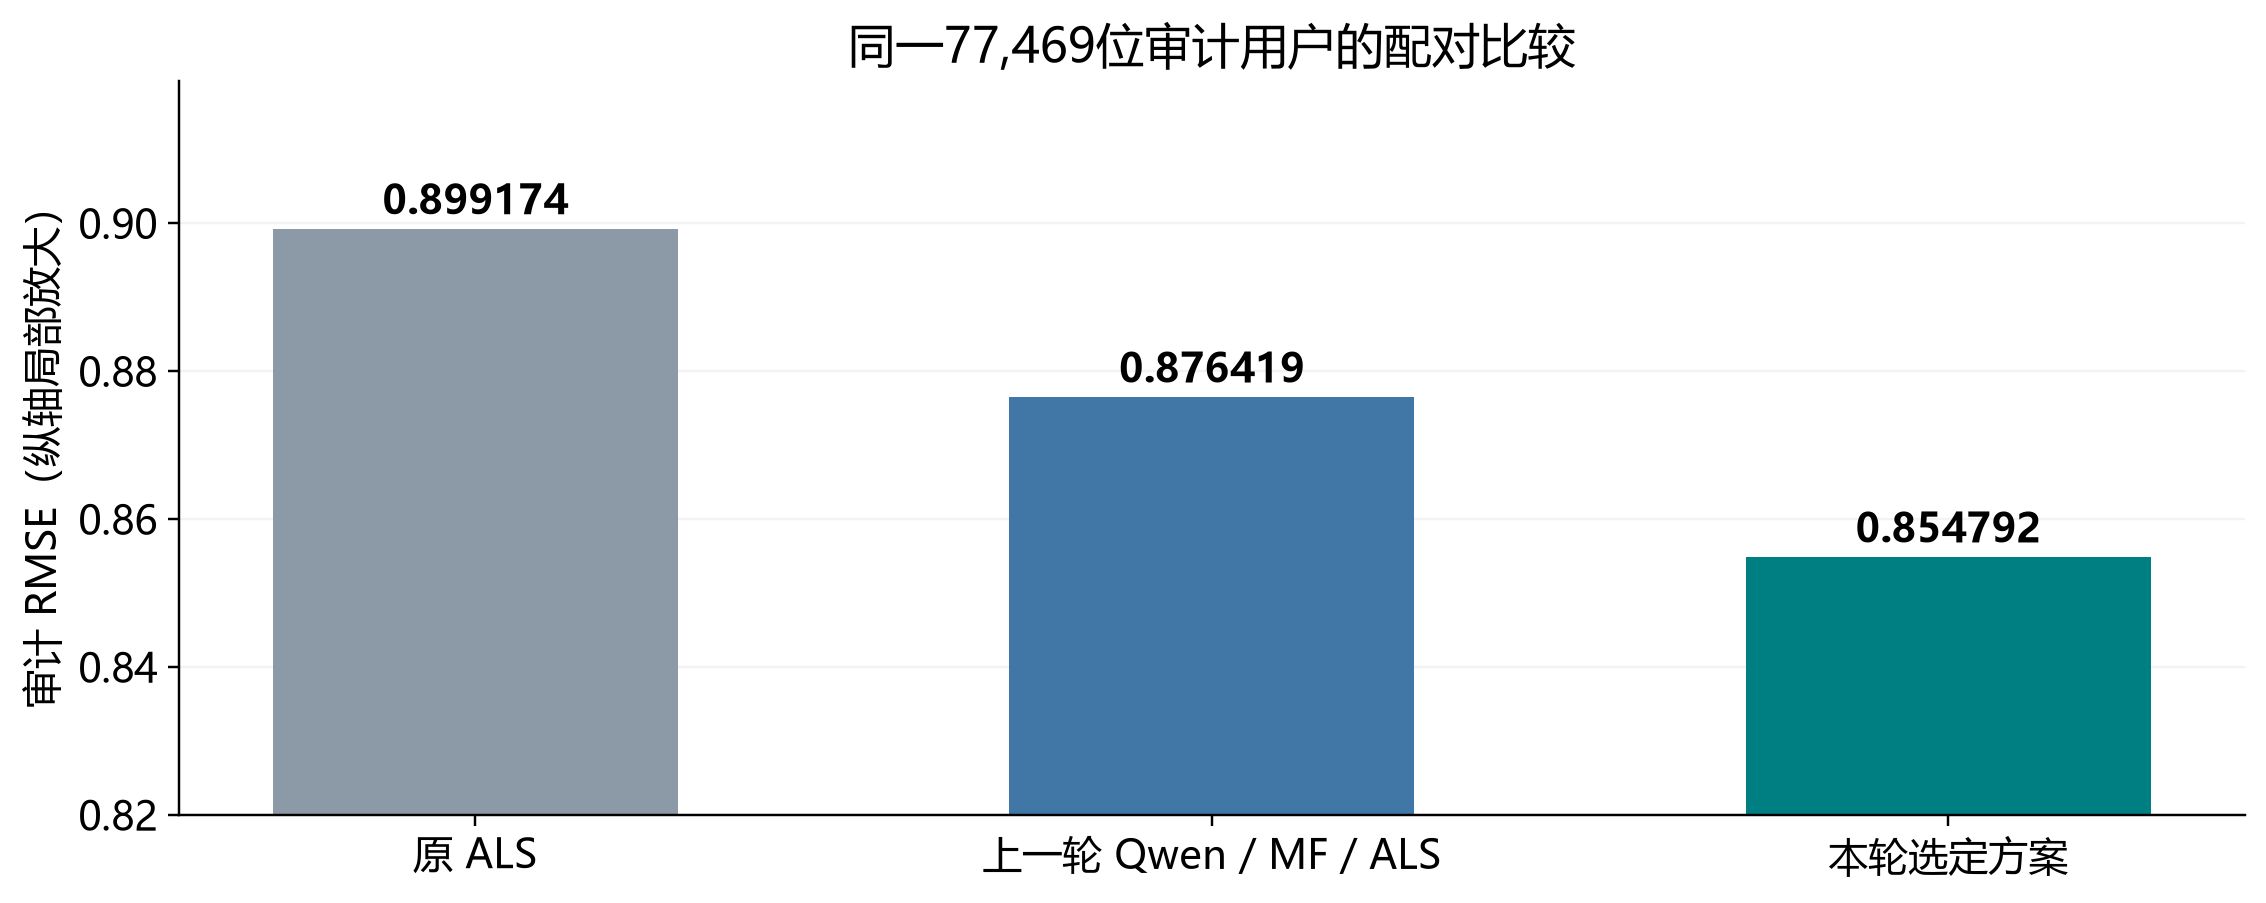 同一77,469位审计用户的配对比较
审计 RMSE（纵轴局部放大）
0.90
0.88
0.86
0.84
0.82
0.899174
0.876419
0.854792
原 ALS
上一轮 Qwen / MF / ALS
本轮选定方案